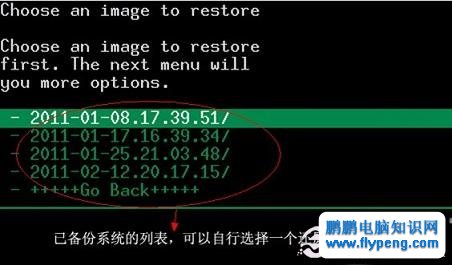 Choose an image to restore
Choose an image to restore
first. The next menu will
you more options.
- 2011-01-08.17.39.51/
- 2011-01-17.16.39.34/
- 2011-01-25.21.03.48/
- 2011-02-12.20.17.15/
- +++++Go Back+++++
已备份系统的列表，可以自行选择一个还原
鹏鹏电脑知识网
www.flypeng.com